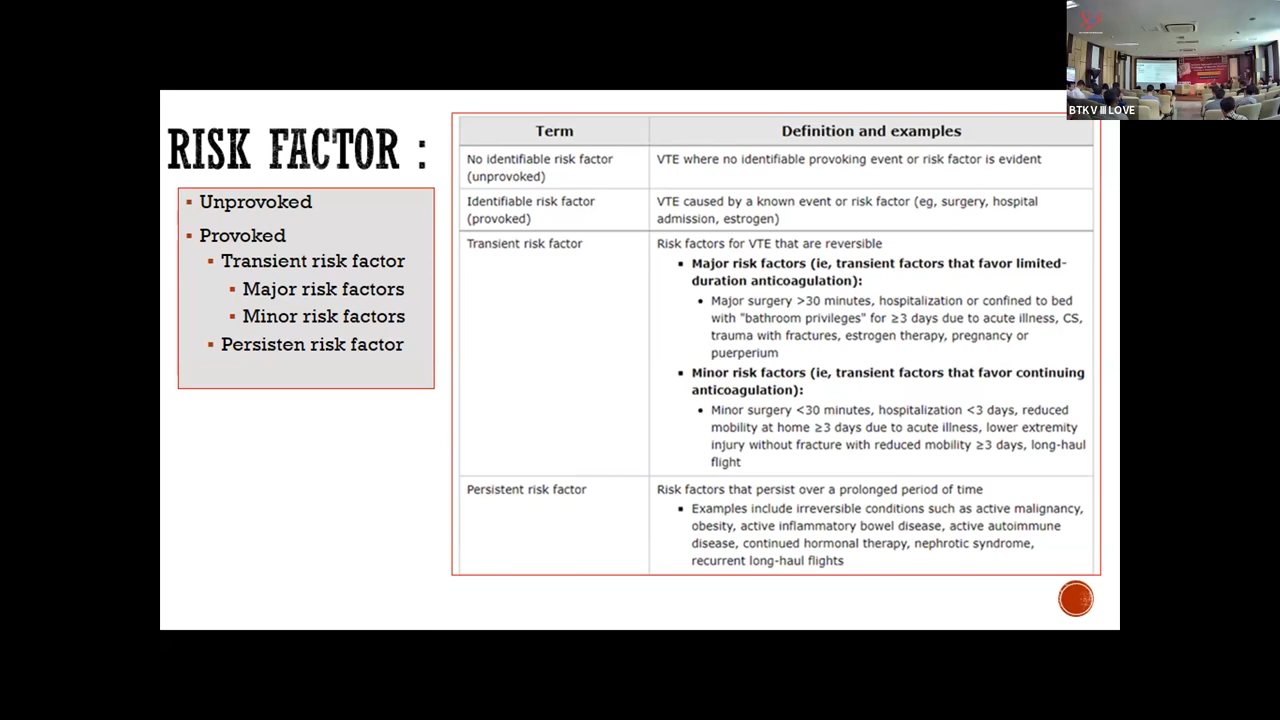 BTKV III LOVE
RISK FACTOR :
▪ Unprovoked
▪ Provoked
▪ Transient risk factor
▪ Major risk factors
▪ Minor risk factors
▪ Persisten risk factor
Term
Definition and examples
No identifiable risk factor
(unprovoked)
VTE where no identifiable provoking event or risk factor is evident
Identifiable risk factor
(provoked)
VTE caused by a known event or risk factor (eg, surgery, hospital
admission, estrogen)
Transient risk factor
Risk factors for VTE that are reversible
▪ Major risk factors (ie, transient factors that favor limited-
duration anticoagulation):
• Major surgery >30 minutes, hospitalization or confined to bed
with "bathroom privileges" for ≥3 days due to acute illness, CS,
trauma with fractures, estrogen therapy, pregnancy or
puerperium
▪ Minor risk factors (ie, transient factors that favor continuing
anticoagulation):
• Minor surgery <30 minutes, hospitalization <3 days, reduced
mobility at home ≥3 days due to acute illness, lower extremity
injury without fracture with reduced mobility ≥3 days, long-haul
flight
Persistent risk factor
Risk factors that persist over a prolonged period of time
▪ Examples include irreversible conditions such as active malignancy,
obesity, active inflammatory bowel disease, active autoimmune
disease, continued hormonal therapy, nephrotic syndrome,
recurrent long-haul flights